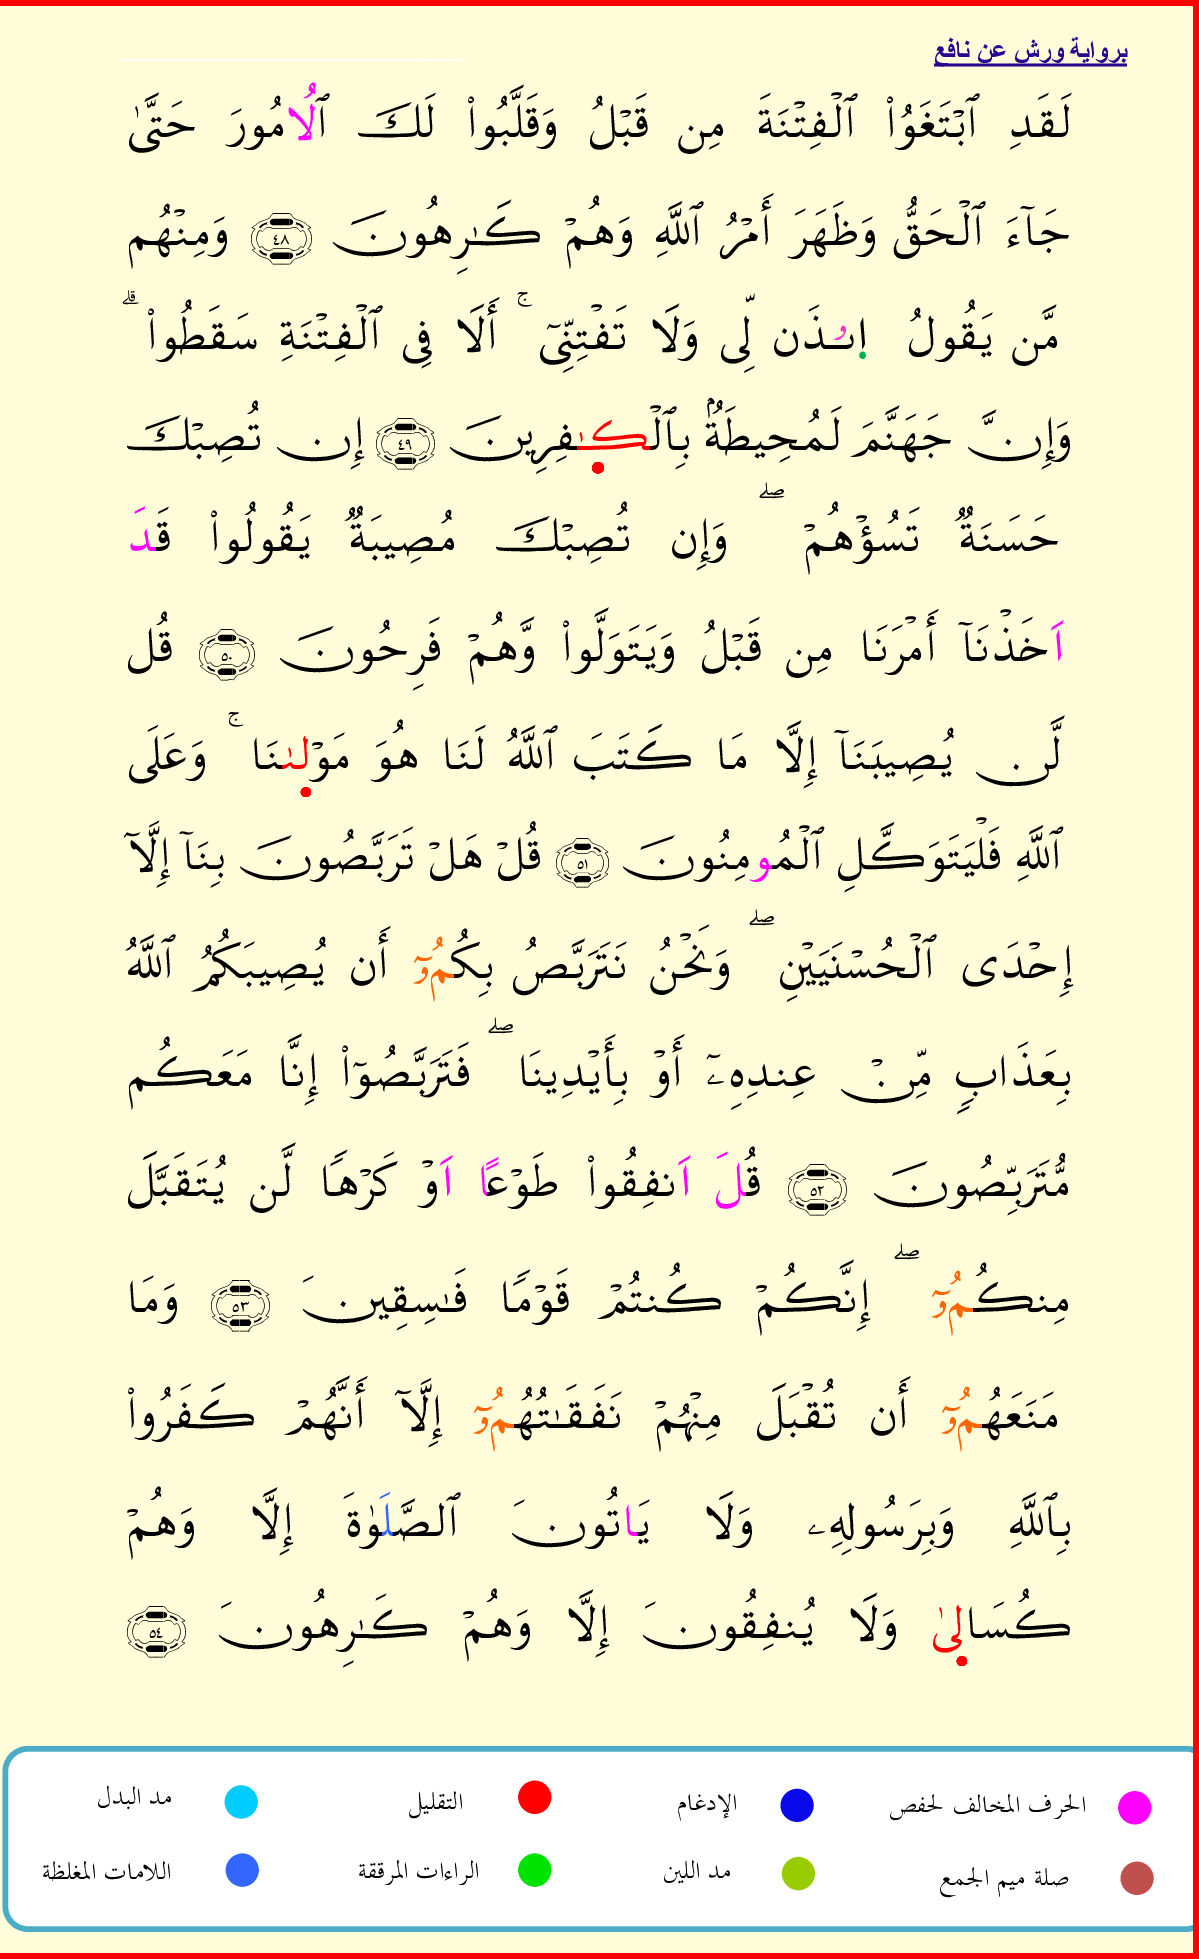 برواية ورش عن نافع
لَقَدِ ٱبْتَغَوُا۟ ٱلْفِتْنَةَ مِن قَبْلُ وَقَلَّبُوا۟ لَكَ ٱلُامُورَ حَتَّىٰ
جَآءَ ٱلْحَقُّ وَظَهَرَ أَمْرُ ٱللَّهِ وَهُمْ كَـٰرِهُونَ ٤٨ وَمِنْهُم
مَّن يَقُولُ اِ۪ىـۥذَن لِّى وَلَا تَفْتِنِّىٓ ۚ أَلَا فِى ٱلْفِتْنَةِ سَقَطُوا۟ ۗ
وَإِنَّ جَهَنَّمَ لَمُحِيطَةٌۢ بِٱلْكَـٰفِرِينَ ٤٩ إِن تُصِبْكَ
حَسَنَةٌ تَسُؤْهُمْ ۖ وَإِن تُصِبْكَ مُصِيبَةٌ يَقُولُوا۟ قَدَ
اَخَذْنَآ أَمْرَنَا مِن قَبْلُ وَيَتَوَلَّوا۟ وَّهُمْ فَرِحُونَ ٥٠ قُل
لَّن يُصِيبَنَآ إِلَّا مَا كَتَبَ ٱللَّهُ لَنَا هُوَ مَوْلَىٰنَا ۚ وَعَلَى
ٱللَّهِ فَلْيَتَوَكَّلِ ٱلْمُومِنُونَ ٥١ قُلْ هَلْ تَرَبَّصُونَ بِنَآ إِلَّآ
إِحْدَى ٱلْحُسْنَيَيْنِ ۖ وَنَحْنُ نَتَرَبَّصُ بِكُمُوٓ أَن يُصِيبَكُمُ ٱللَّهُ
بِعَذَابٍ مِّنْ عِندِهِۦٓ أَوْ بِأَيْدِينَا ۖ فَتَرَبَّصُوٓا۟ إِنَّا مَعَكُم
مُّتَرَبِّصُونَ ٥٢ قُلَ اَنفِقُوا۟ طَوْعًا اَوْ كَرْهًا لَّن يُتَقَبَّلَ
مِنكُمُوٓ ۖ إِنَّكُمْ كُنتُمْ قَوْمًا فَـٰسِقِينَ ٥٣ وَمَا
مَنَعَهُمُوٓ أَن تُقْبَلَ مِنْهُمْ نَفَقَـٰتُهُمُوٓ إِلَّآ أَنَّهُمْ كَفَرُوا۟
بِٱللَّهِ وَبِرَسُولِهِۦ وَلَا يَاتُونَ ٱلصَّلَوٰةَ إِلَّا وَهُمْ
كُسَالِىٰ وَلَا يُنفِقُونَ إِلَّا وَهُمْ كَـٰرِهُونَ ٥٤
الحرف المخالف لحفص الإدغام التقليل مد البدل
صلة ميم الجمع مد اللين الراءات المرققة اللامات المغلظة